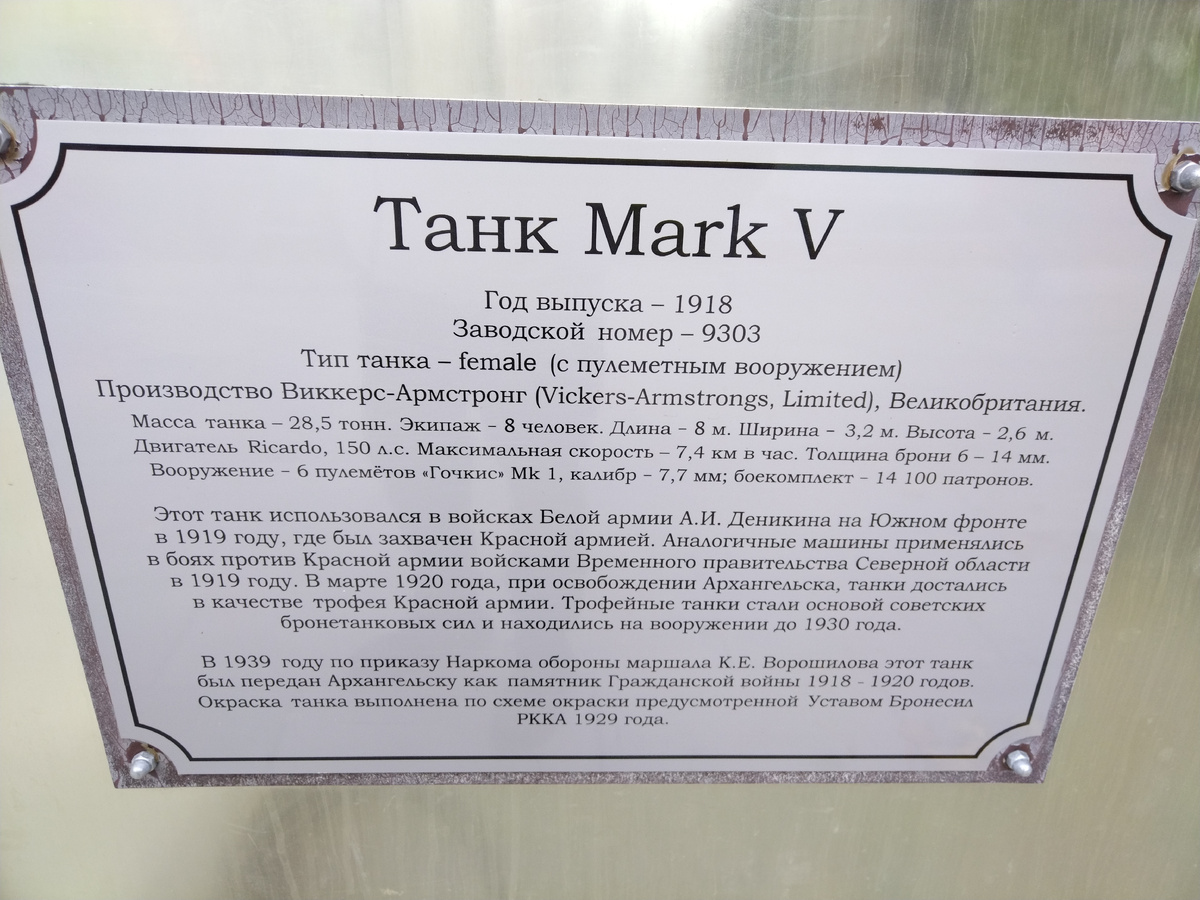 Танк Mark V
Год выпуска – 1918
Заводской номер – 9303
Тип танка – female (с пулеметным вооружением)
Производство Виккерс-Армстронг (Vickers-Armstrongs, Limited), Великобритания.
Масса танка – 28,5 тонн. Экипаж – 8 человек. Длина – 8 м. Ширина – 3,2 м. Высота – 2,6 м.
Двигатель Ricardo, 150 л.с. Максимальная скорость – 7,4 км в час. Толщина брони 6 – 14 мм.
Вооружение – 6 пулемётов «Гочкис» Mk 1, калибр – 7,7 мм; боекомплект – 14 100 патронов.
Этот танк использовался в войсках Белой армии А.И. Деникина на Южном фронте
в 1919 году, где был захвачен Красной армией. Аналогичные машины применялись
в боях против Красной армии войсками Временного правительства Северной области
в 1919 году. В марте 1920 года, при освобождении Архангельска, танки достались
в качестве трофея Красной армии. Трофейные танки стали основой советских
бронетанковых сил и находились на вооружении до 1930 года.
В 1939 году по приказу Наркома обороны маршала К.Е. Ворошилова этот танк
был передан Архангельску как памятник Гражданской войны 1918 - 1920 годов.
Окраска танка выполнена по схеме окраски предусмотренной Уставом Бронесил
РККА 1929 года.